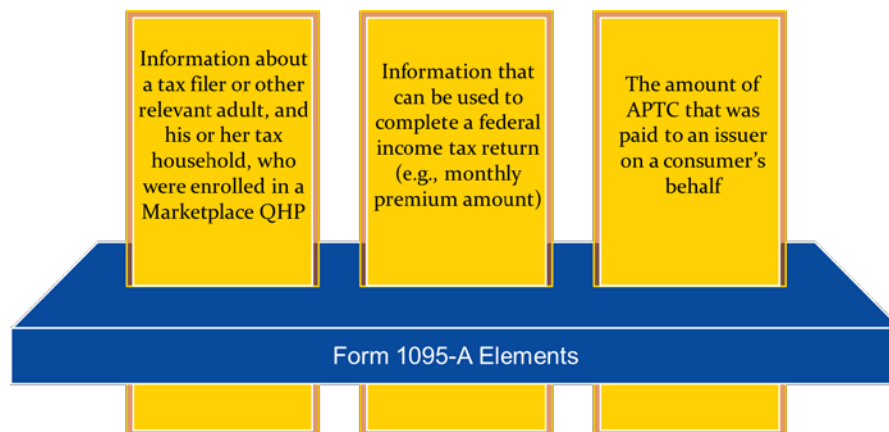 Information about
a tax filer or other
relevant adult, and
his or her tax
household, who
were enrolled in a
Marketplace QHP
Information that
can be used to
complete a federal
income tax return
(e.g., monthly
premium amount)
The amount of
APTC that was
paid to an issuer
on a consumer's
behalf
Form 1095-A Elements